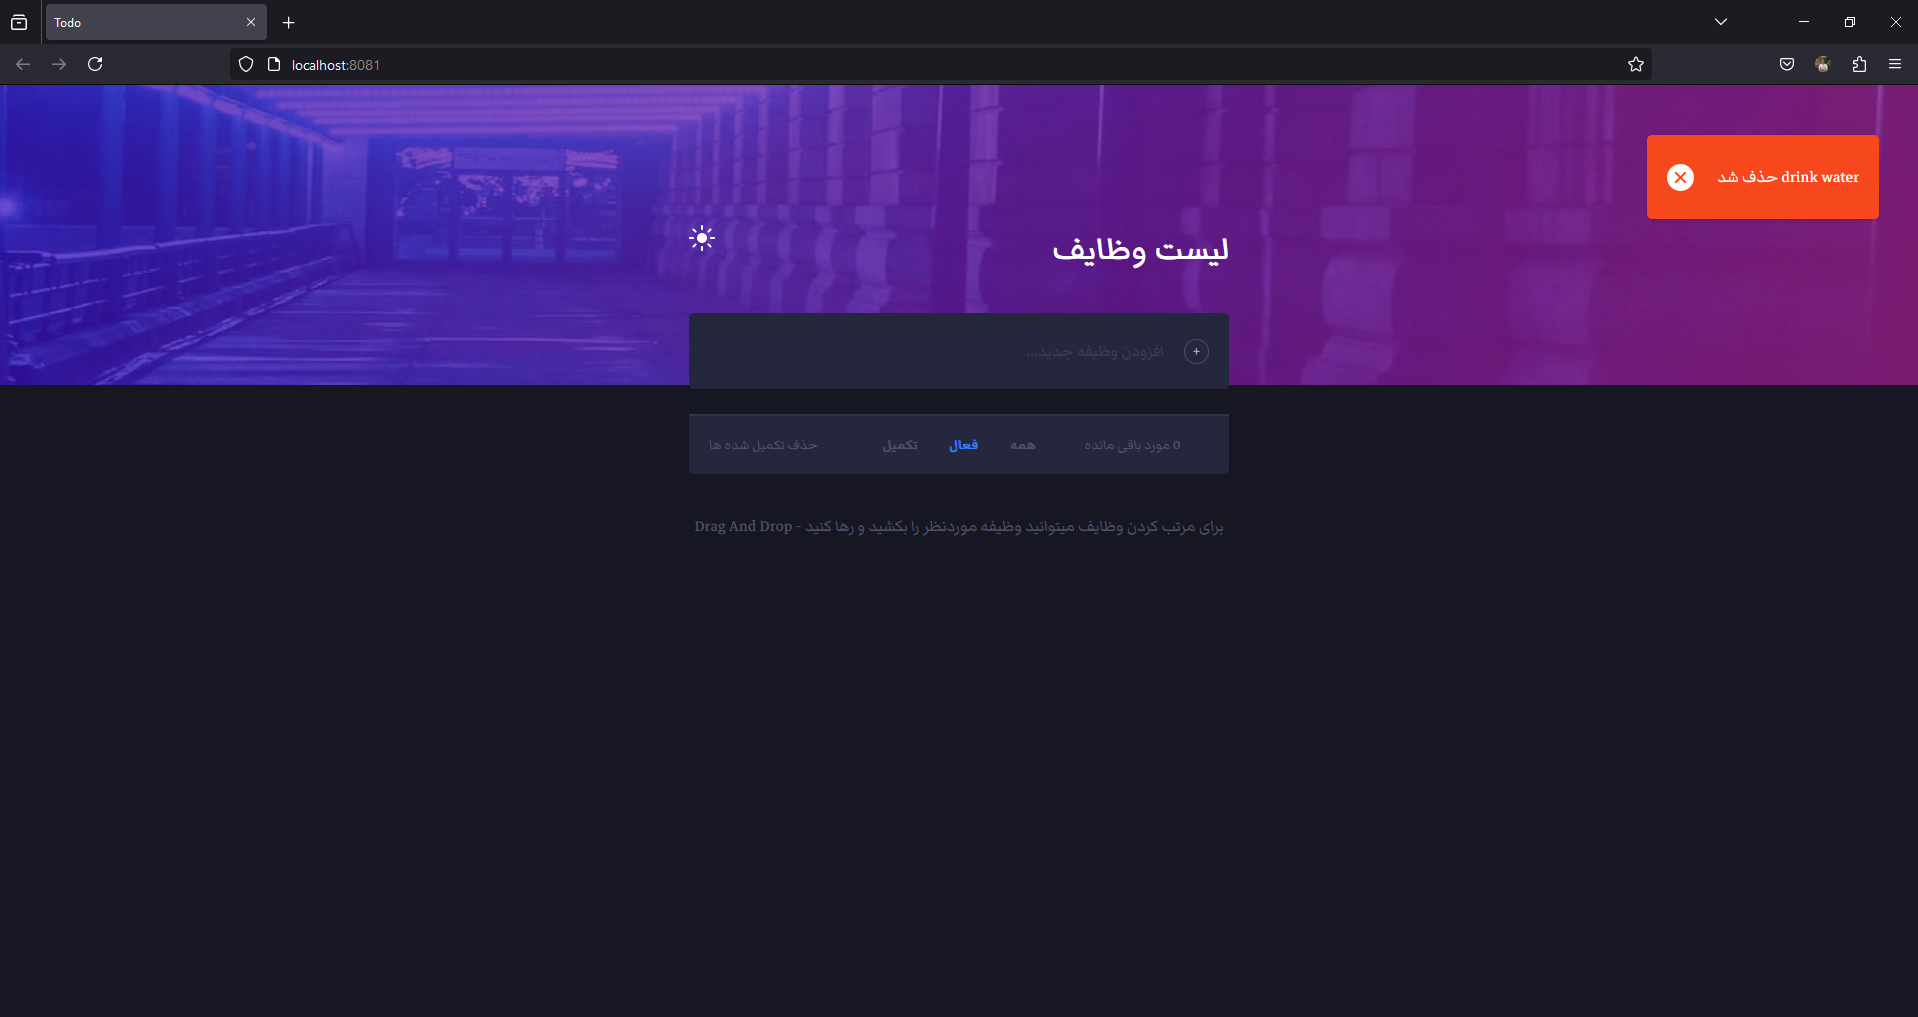 Todo
localhost:8081
drink water حذف شد
لیست وظایف
افزودن وظیفه جدید...
0 مورد باقی مانده
همه
فعال
تکمیل
حذف تکمیل شده ها
برای مرتب کردن وظایف میتوانید وظیفه موردنظر را بکشید و رها کنید - Drag And Drop